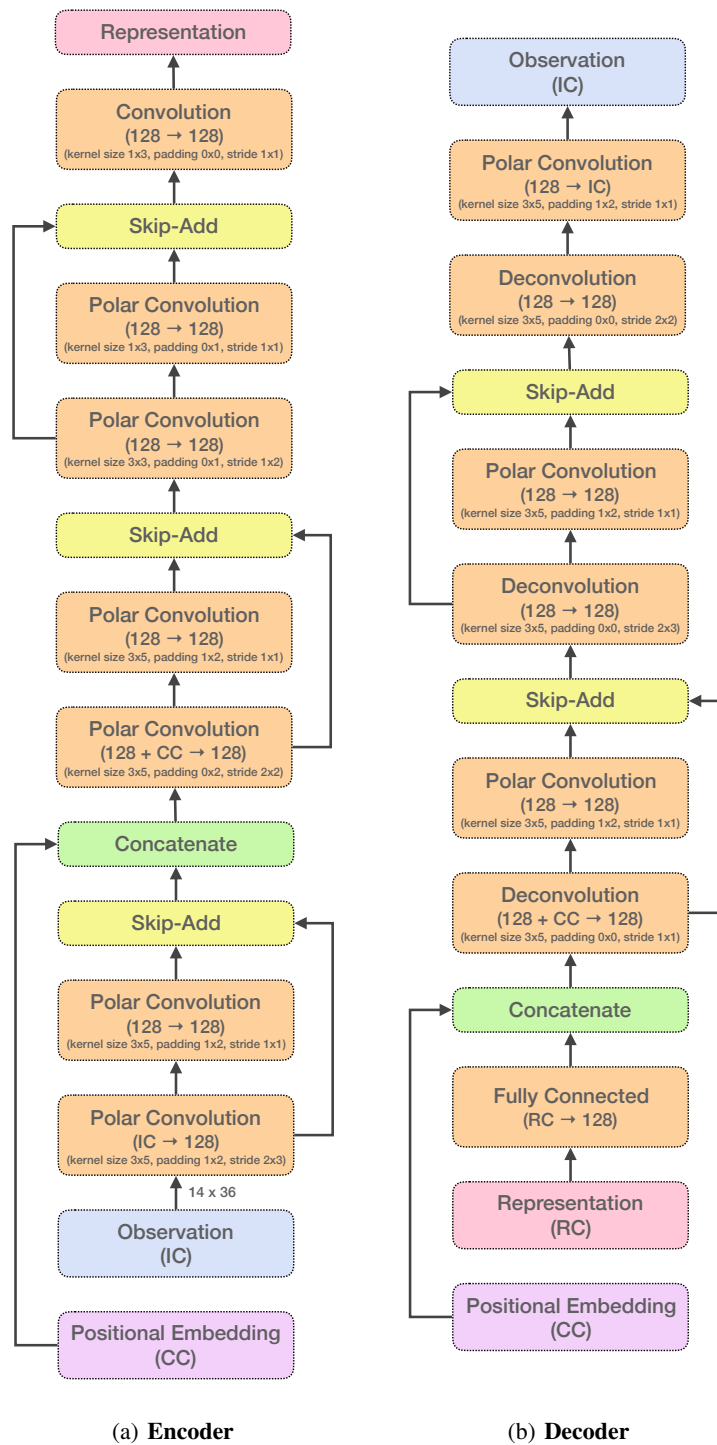 Representation
Convolution
(128 → 128)
(kernel size 1x3, padding 0x0, stride 1x1)
Skip-Add
Polar Convolution
(128 → 128)
(kernel size 1x3, padding 0x1, stride 1x1)
Polar Convolution
(128 → 128)
(kernel size 3x3, padding 0x1, stride 1x2)
Skip-Add
Polar Convolution
(128 → 128)
(kernel size 3x5, padding 1x2, stride 1x1)
Polar Convolution
(128 + CC → 128)
(kernel size 3x5, padding 0x2, stride 2x2)
Concatenate
Skip-Add
Polar Convolution
(128 → 128)
(kernel size 3x5, padding 1x2, stride 1x1)
Polar Convolution
(IC → 128)
(kernel size 3x5, padding 1x2, stride 2x3)
14 x 36
Observation
(IC)
Positional Embedding
(CC)
(a) Encoder
Observation
(IC)
Polar Convolution
(128 → IC)
(kernel size 3x5, padding 1x2, stride 1x1)
Deconvolution
(128 → 128)
(kernel size 3x5, padding 0x0, stride 2x2)
Skip-Add
Polar Convolution
(128 → 128)
(kernel size 3x5, padding 1x2, stride 1x1)
Deconvolution
(128 → 128)
(kernel size 3x5, padding 0x0, stride 2x3)
Skip-Add
Polar Convolution
(128 → 128)
(kernel size 3x5, padding 1x2, stride 1x1)
Deconvolution
(128 + CC → 128)
(kernel size 3x5, padding 0x0, stride 1x1)
Concatenate
Fully Connected
(RC → 128)
Representation
(RC)
Positional Embedding
(CC)
(b) Decoder